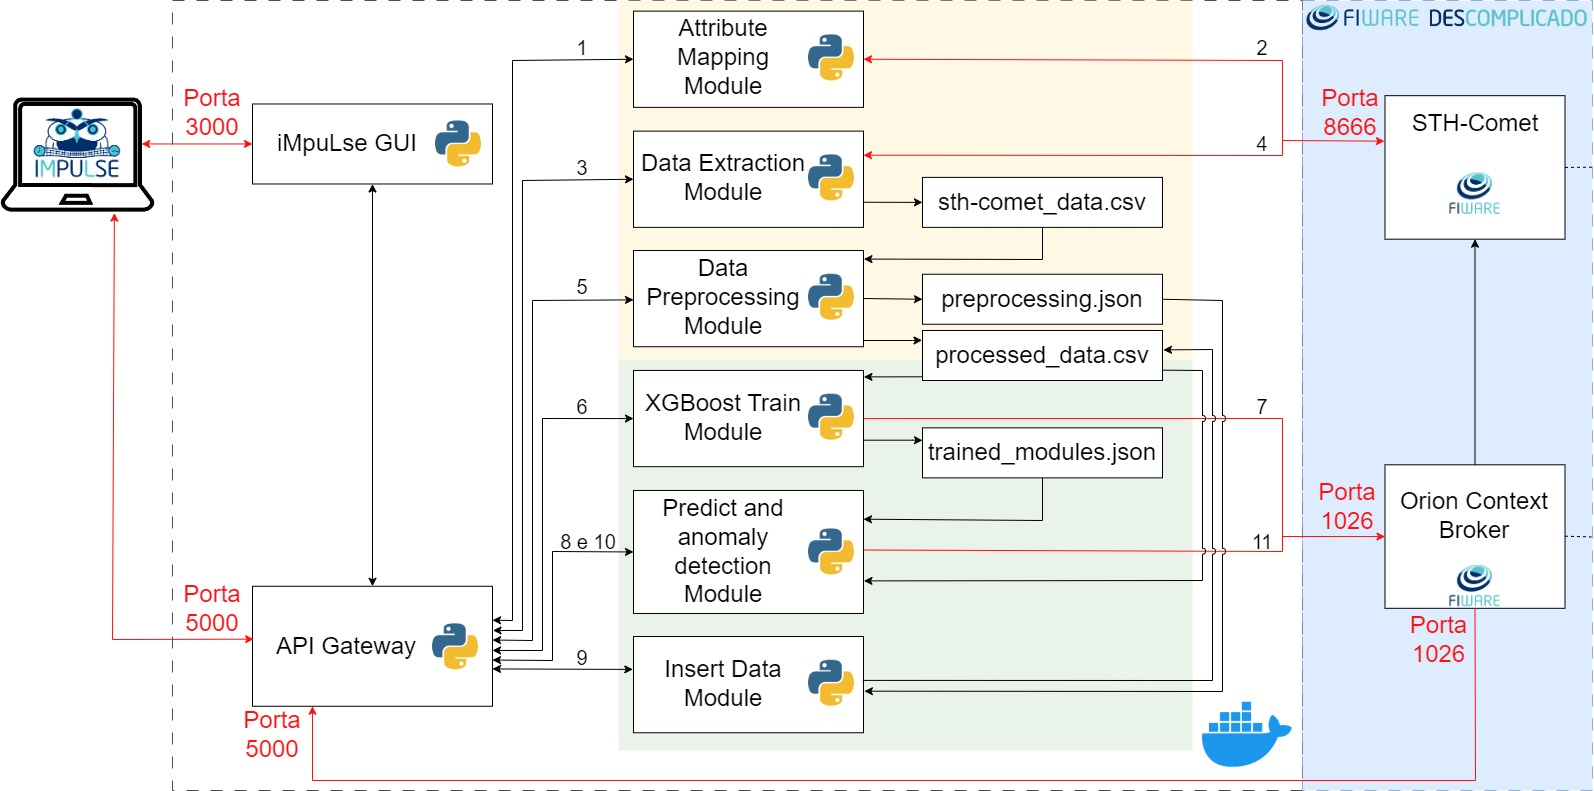 FIWARE DESCOMPLICADO
Attribute
Mapping
Module
1
2
Porta
3000
iMpuLse GUI
IMPULSE
Porta
8666
STH-Comet
FIWARE
Data Extraction
Module
3
4
sth-comet_data.csv
Data
Preprocessing
Module
5
preprocessing.json
processed_data.csv
XGBoost Train
Module
6
7
trained_modules.json
Predict and
anomaly
detection
Module
8 e 10
11
Porta
1026
Orion Context
Broker
FIWARE
Porta
1026
Porta
5000
API Gateway
9
Insert Data
Module
Porta
5000